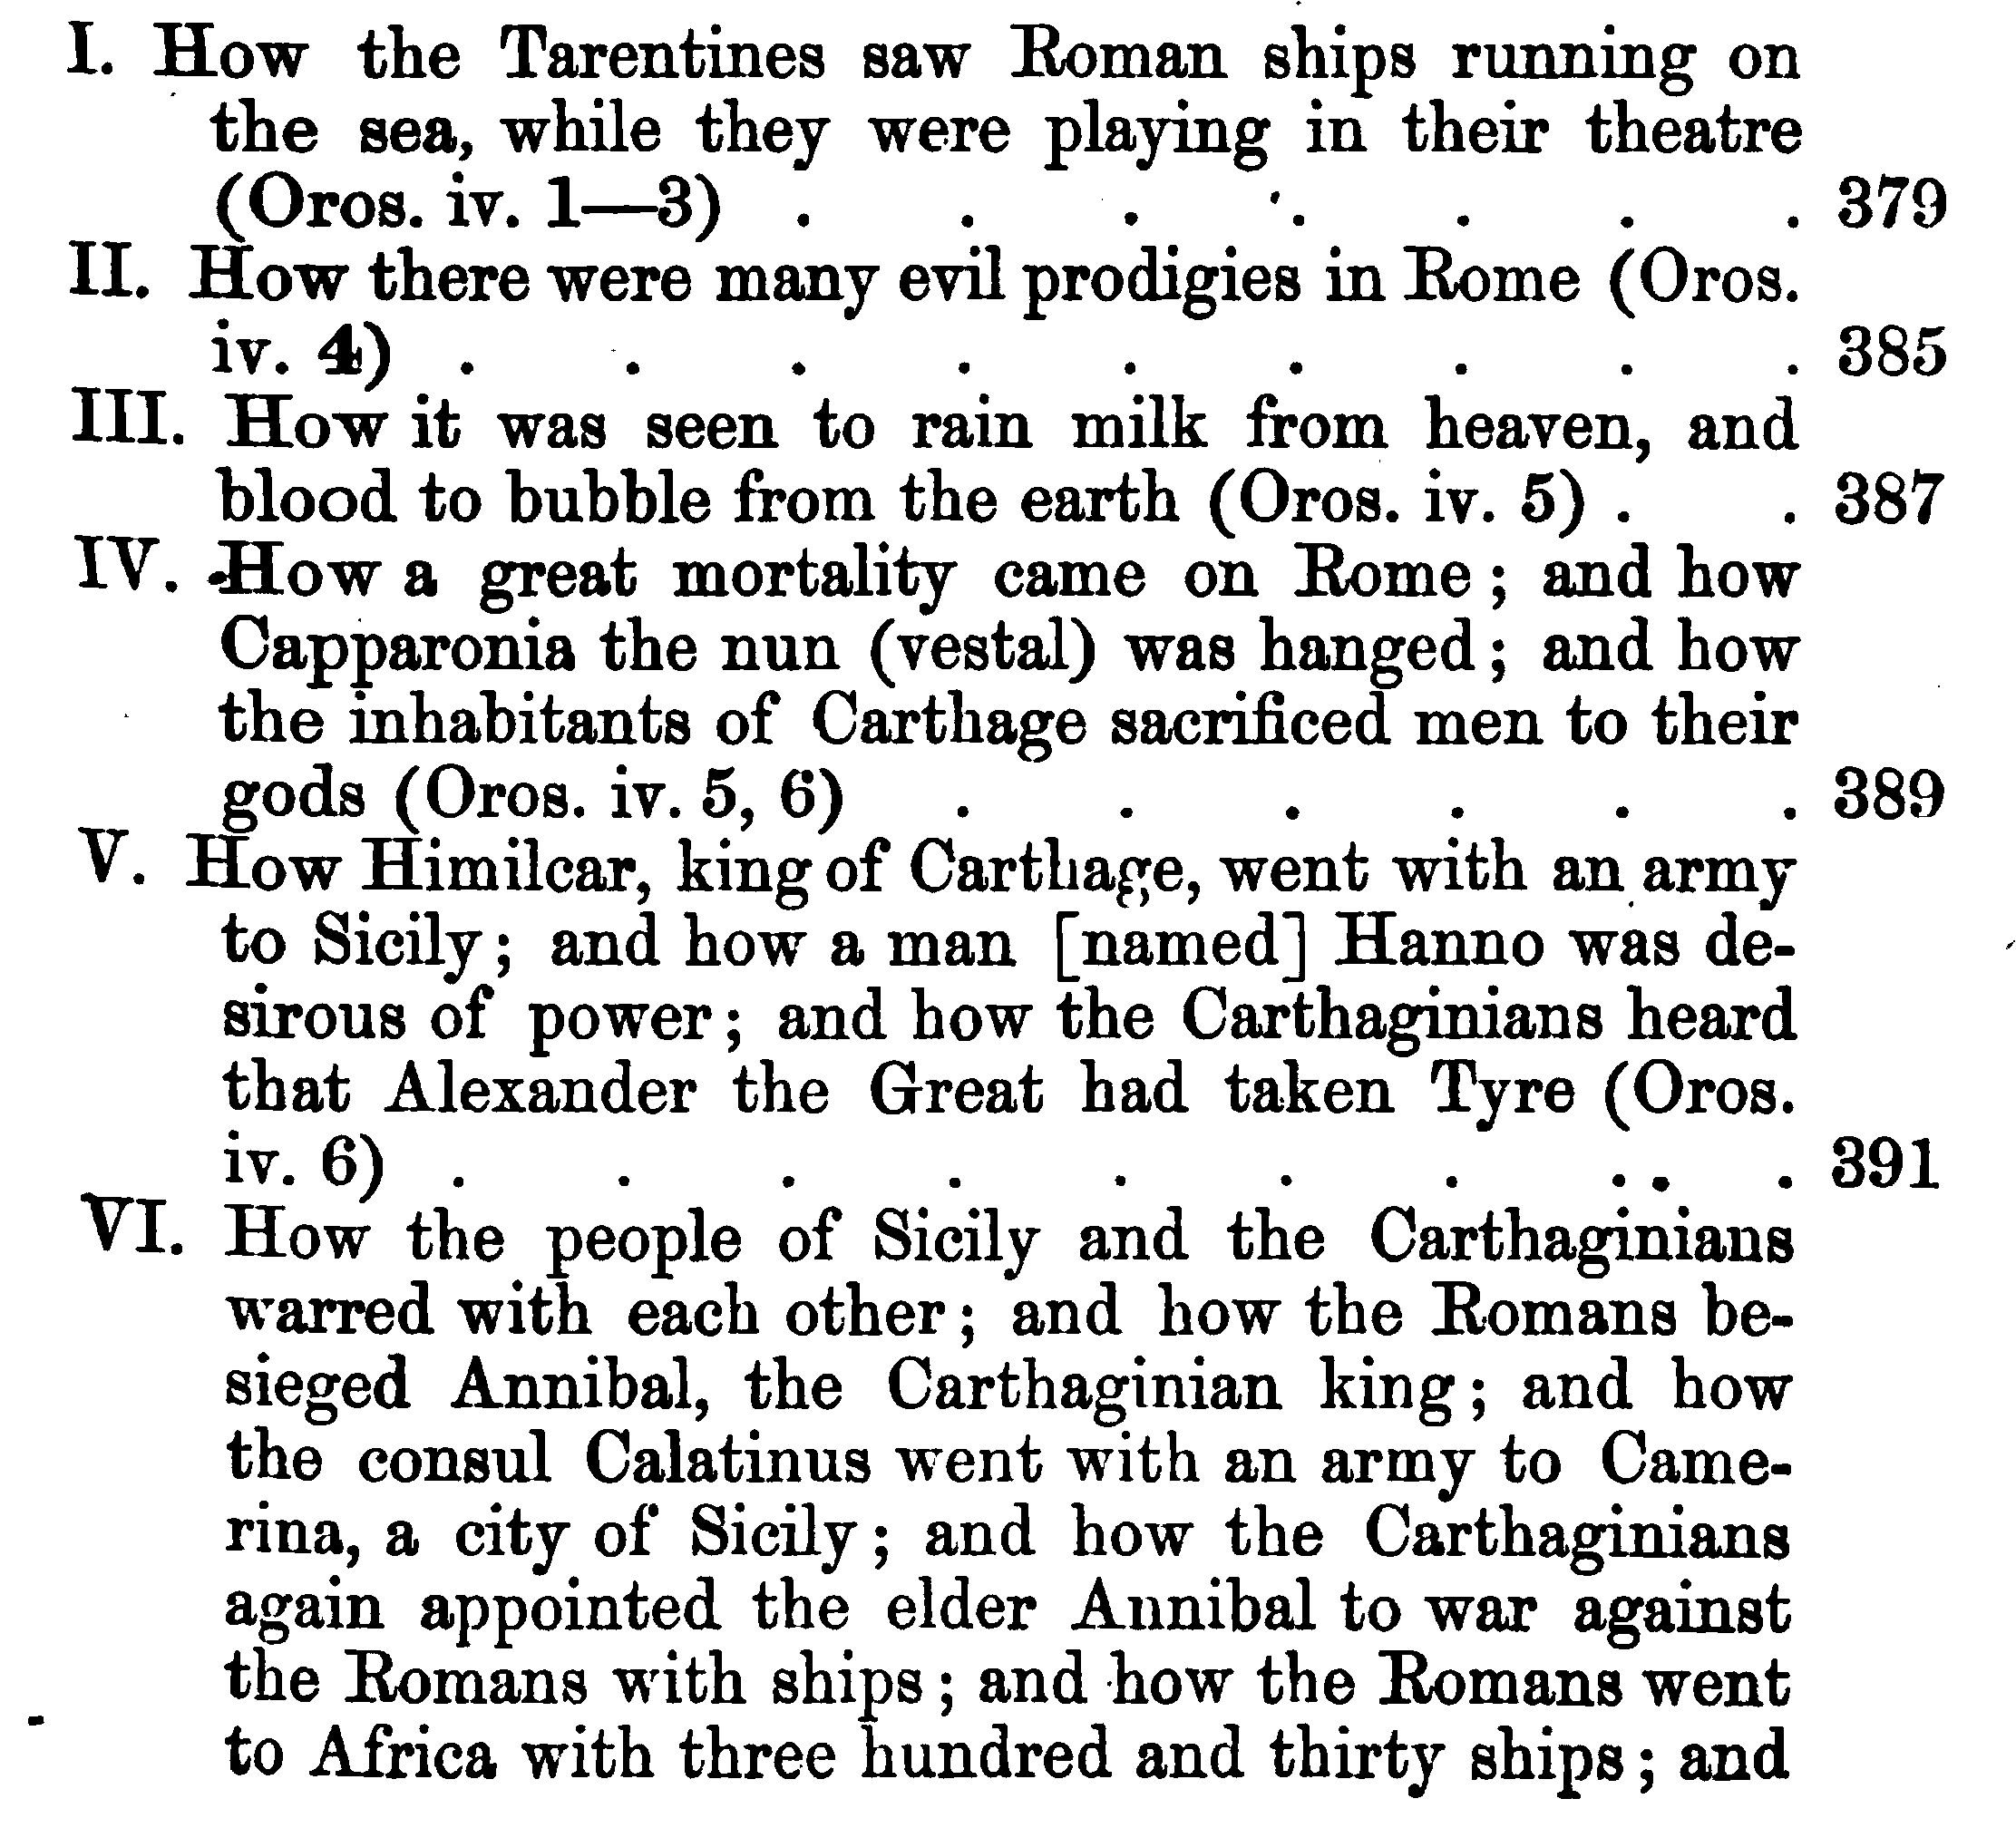 I. How the Tarentines saw Roman ships running on
the sea, while they were playing in their theatre
(Oros. iv. 1—3) . . . . . . . 379
II. How there were many evil prodigies in Rome (Oros.
iv. 4) . . . . . . . . . 385
III. How it was seen to rain milk from heaven, and
blood to bubble from the earth (Oros. iv. 5) . . 387
IV. How a great mortality came on Rome; and how
Capparonia the nun (vestal) was hanged; and how
the inhabitants of Carthage sacrificed men to their
gods (Oros. iv. 5, 6) . . . . . . 389
V. How Himilcar, king of Carthage, went with an army
to Sicily; and how a man [named] Hanno was de-
sirous of power; and how the Carthaginians heard
that Alexander the Great had taken Tyre (Oros.
iv. 6) . . . . . . . . . . 391
VI. How the people of Sicily and the Carthaginians
warred with each other; and how the Romans be-
sieged Annibal, the Carthaginian king; and how
the consul Calatinus went with an army to Came-
rina, a city of Sicily; and how the Carthaginians
again appointed the elder Annibal to war against
the Romans with ships; and how the Romans went
to Africa with three hundred and thirty ships; and